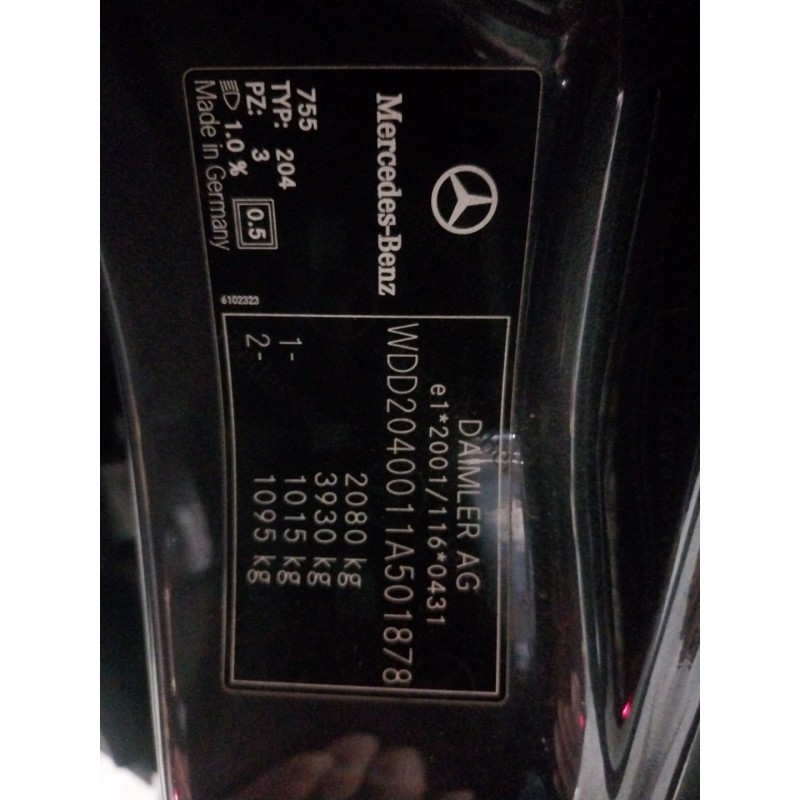 Mercedes-Benz
755
TYP: 204
PZ: 3
0.5
1.0 %
Made in Germany
6102323
DAIMLER AG
e1*2001/116*0431
WDD2040011A501878
2080 kg
3930 kg
1- 1015 kg
2- 1095 kg